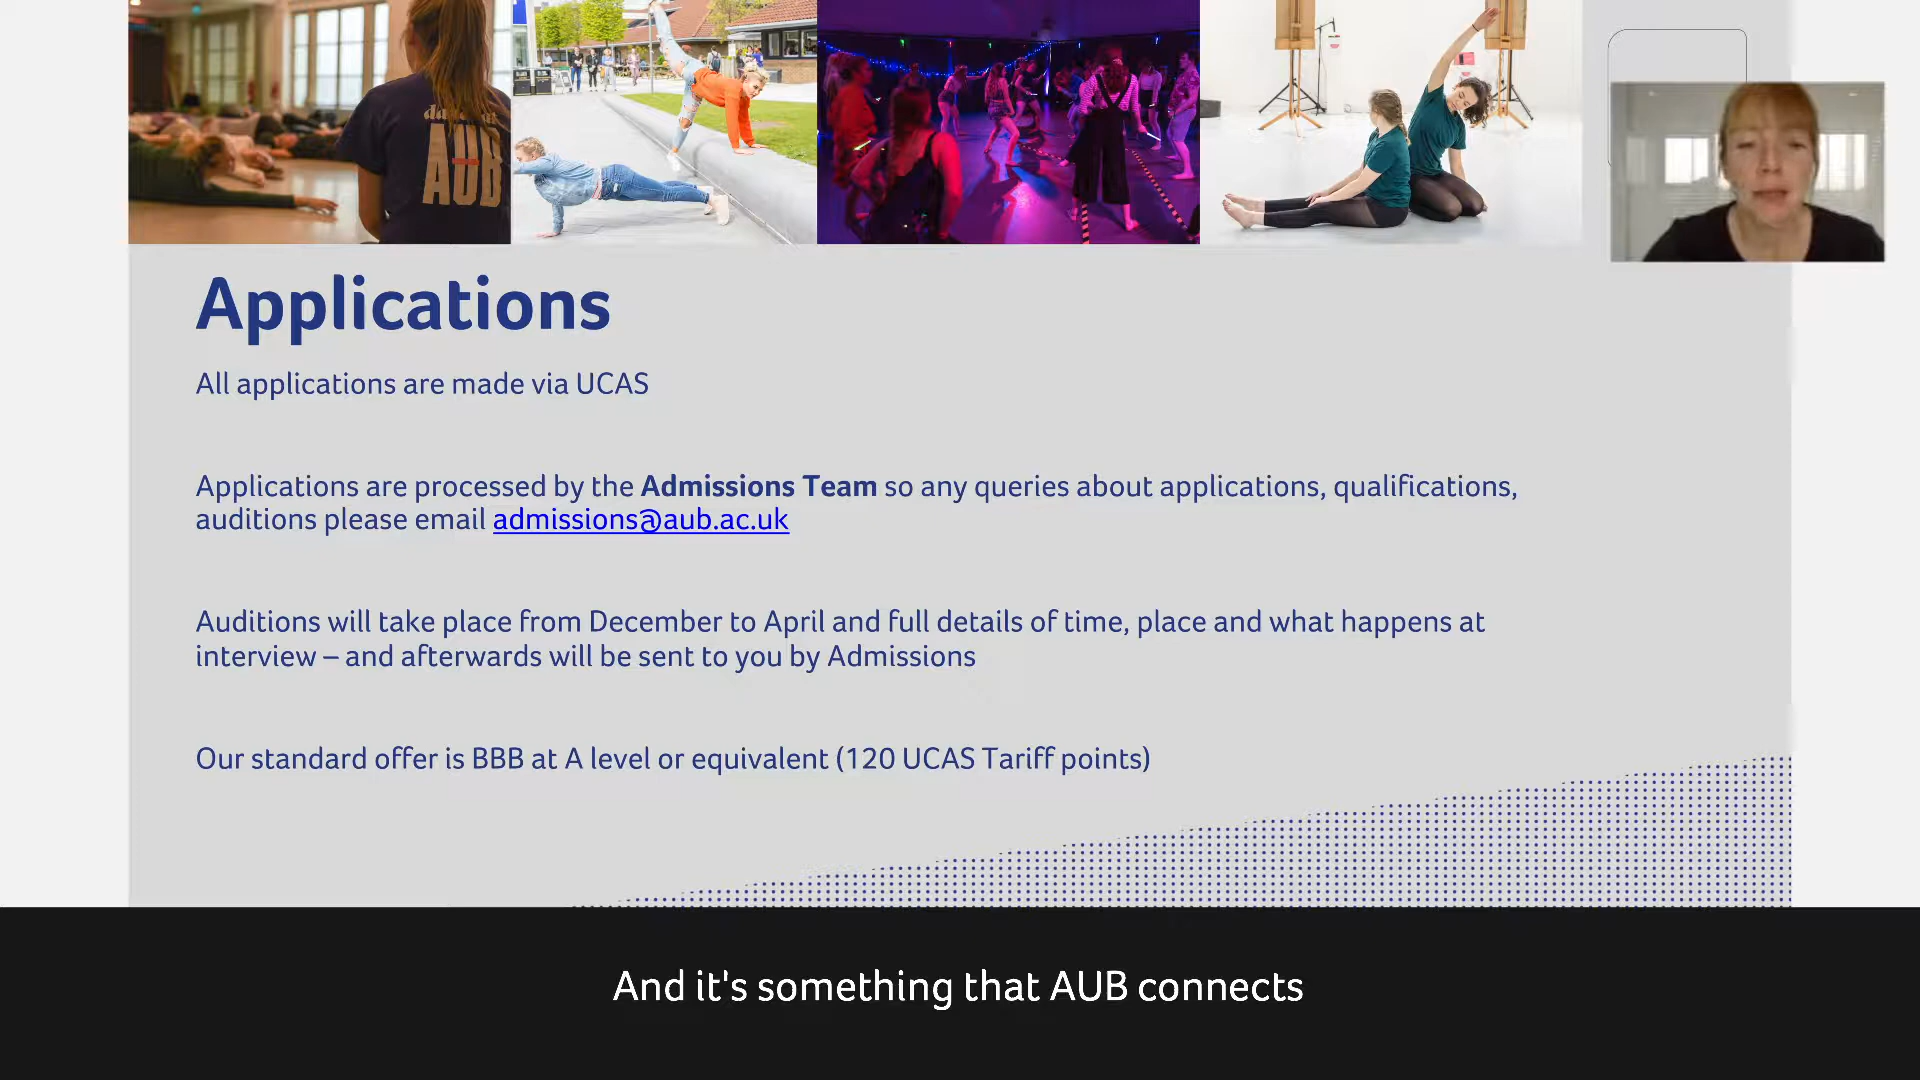 AUB
Applications
All applications are made via UCAS
Applications are processed by the Admissions Team so any queries about applications, qualifications,
auditions please email admissions@aub.ac.uk
Auditions will take place from December to April and full details of time, place and what happens at
interview – and afterwards will be sent to you by Admissions
Our standard offer is BBB at A level or equivalent (120 UCAS Tariff points)
And it's something that AUB connects